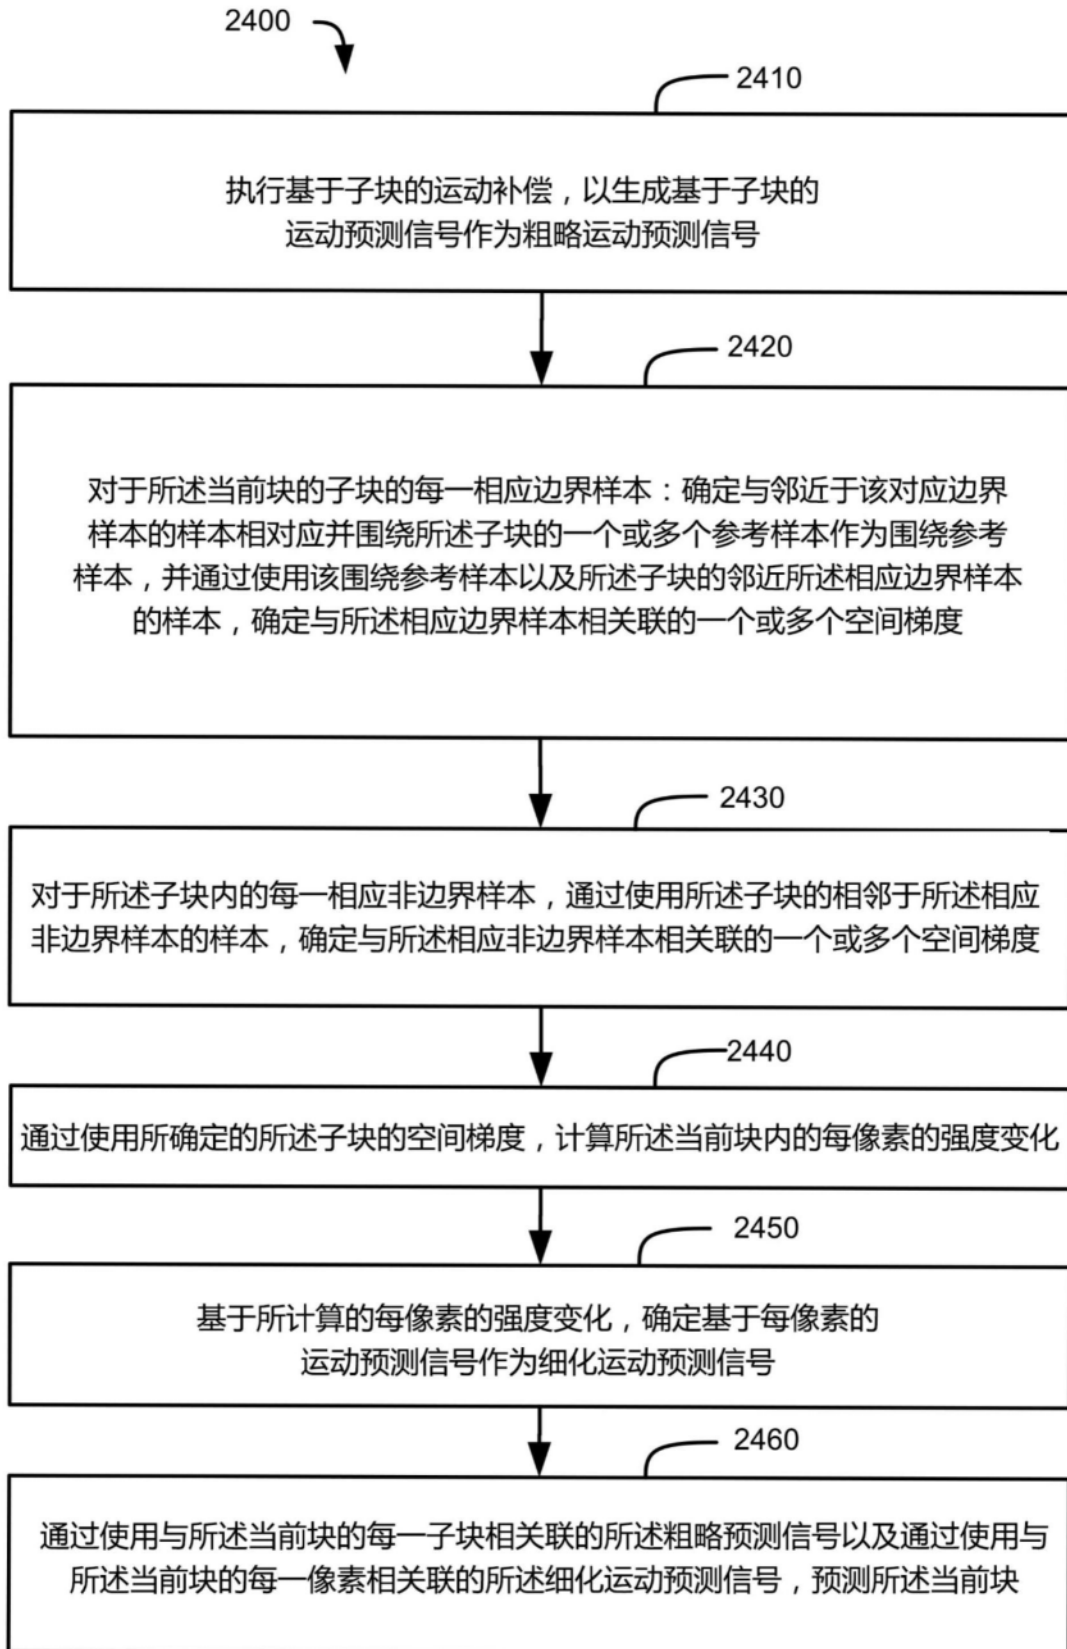 2400
2410
执行基于子块的运动补偿，以生成基于子块的
运动预测信号作为粗略运动预测信号
2420
对于所述当前块的子块的每一相应边界样本：确定与邻近于该对应边界
样本的样本相对应并围绕所述子块的一个或多个参考样本作为围绕参考
样本，并通过使用该围绕参考样本以及所述子块的邻近所述相应边界样本
的样本，确定与所述相应边界样本相关联的一个或多个空间梯度
2430
对于所述子块内的每一相应非边界样本，通过使用所述子块的相邻于所述相应
非边界样本的样本，确定与所述相应非边界样本相关联的一个或多个空间梯度
2440
通过使用所确定的所述子块的空间梯度，计算所述当前块内的每像素的强度变化
2450
基于所计算的每像素的强度变化，确定基于每像素的
运动预测信号作为细化运动预测信号
2460
通过使用与所述当前块的每一子块相关联的所述粗略预测信号以及通过使用与
所述当前块的每一像素相关联的所述细化运动预测信号，预测所述当前块